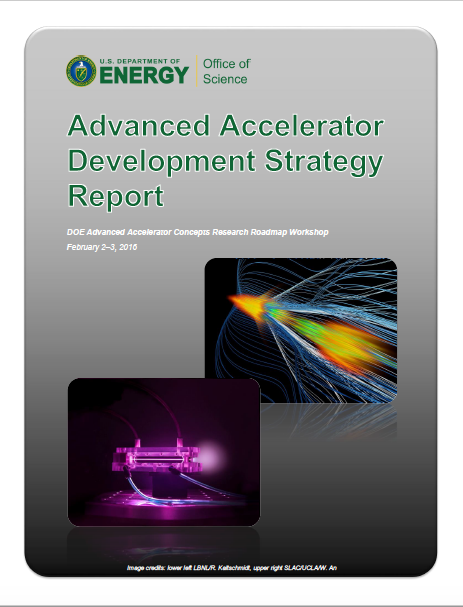 U.S. DEPARTMENT OF
ENERGY
Office of
Science
Advanced Accelerator
Development Strategy
Report
DOE Advanced Accelerator Concepts Research Roadmap Workshop
February 2–3, 2016
Image credits: lower left LBNL/R. Kaltschmidt, upper right SLAC/UCLA/W. An